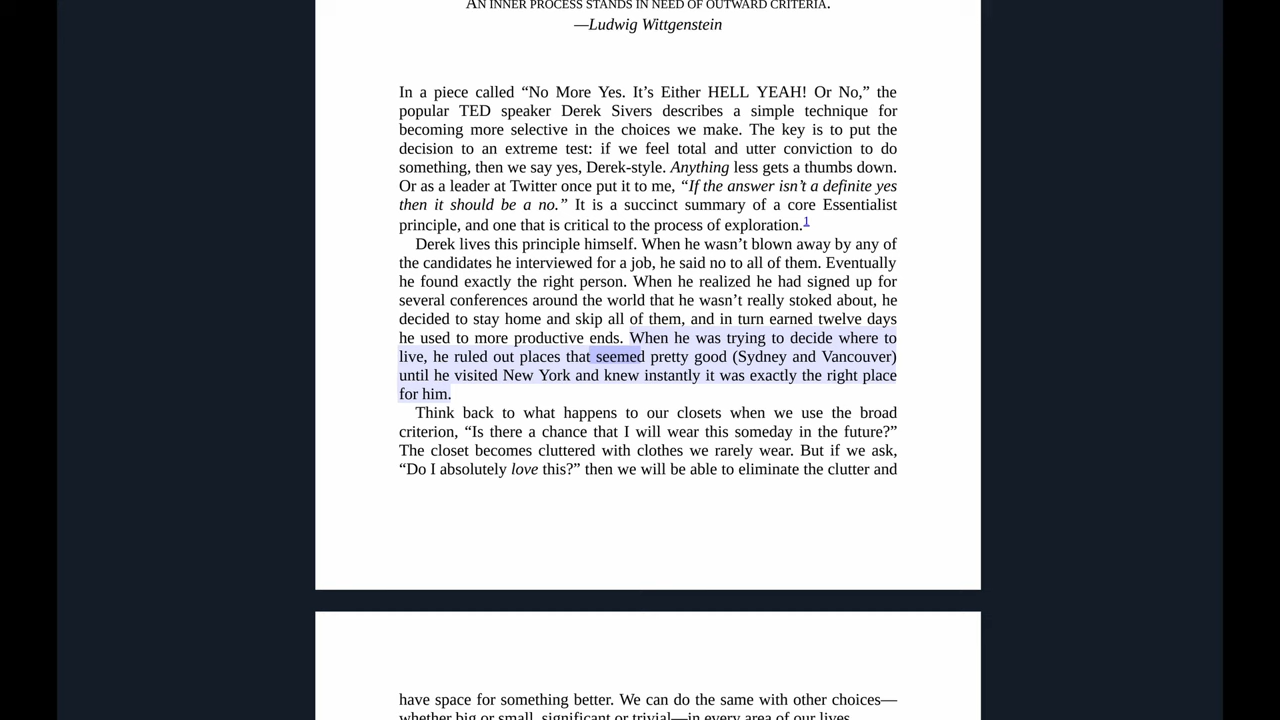 AN INNER PROCESS STANDS IN NEED OF OUTWARD CRITERIA.
—Ludwig Wittgenstein
In a piece called “No More Yes. It’s Either HELL YEAH! Or No,” the
popular TED speaker Derek Sivers describes a simple technique for
becoming more selective in the choices we make. The key is to put the
decision to an extreme test: if we feel total and utter conviction to do
something, then we say yes, Derek-style. Anything less gets a thumbs down.
Or as a leader at Twitter once put it to me, “If the answer isn’t a definite yes
then it should be a no.” It is a succinct summary of a core Essentialist
principle, and one that is critical to the process of exploration.1
Derek lives this principle himself. When he wasn’t blown away by any of
the candidates he interviewed for a job, he said no to all of them. Eventually
he found exactly the right person. When he realized he had signed up for
several conferences around the world that he wasn’t really stoked about, he
decided to stay home and skip all of them, and in turn earned twelve days
he used to more productive ends. When he was trying to decide where to
live, he ruled out places that seemed pretty good (Sydney and Vancouver)
until he visited New York and knew instantly it was exactly the right place
for him.
Think back to what happens to our closets when we use the broad
criterion, “Is there a chance that I will wear this someday in the future?”
The closet becomes cluttered with clothes we rarely wear. But if we ask,
“Do I absolutely love this?” then we will be able to eliminate the clutter and
have space for something better. We can do the same with other choices—
whether big or small, significant or trivial—in every area of our lives.